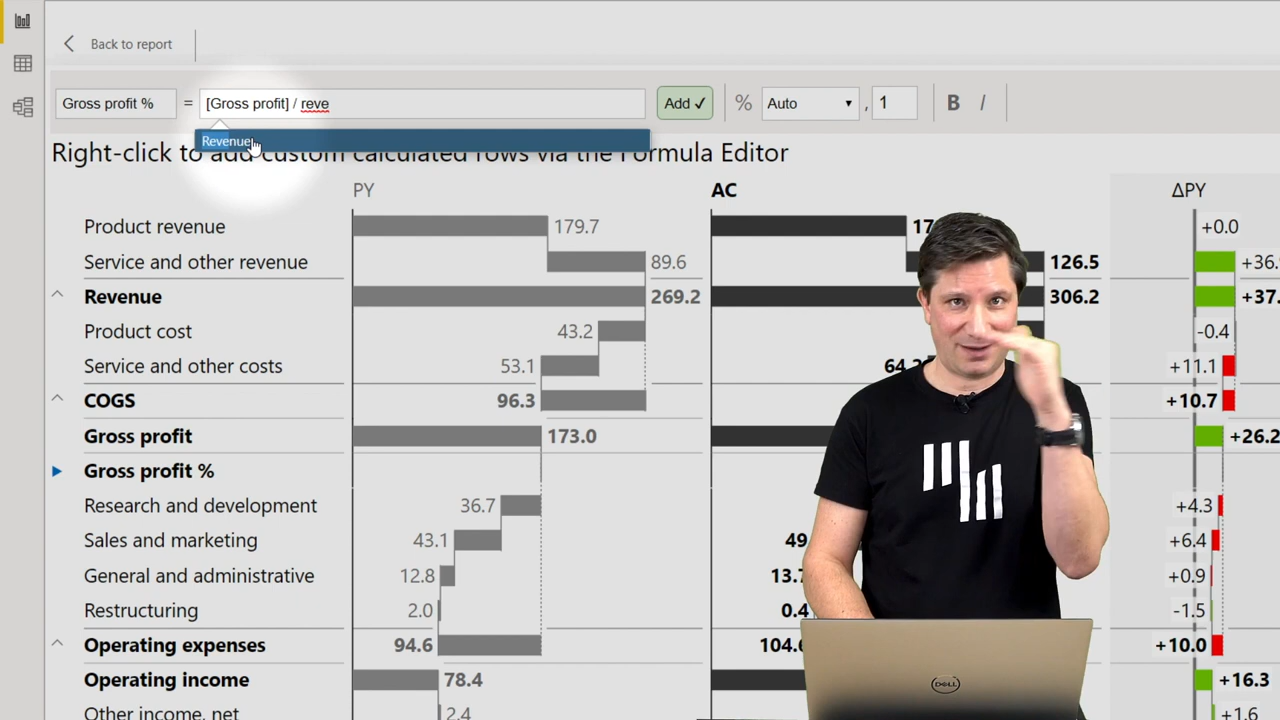 Back to report
Gross profit % = [Gross profit] / reve Add ✓ % Auto ▾ , 1 B I
Revenue
Right-click to add custom calculated rows via the Formula Editor
PY AC ΔPY
Product revenue 179.7 +0.0
Service and other revenue 89.6 126.5
Revenue 269.2 306.2
Product cost 43.2 -0.4
Service and other costs 53.1 +11.1
COGS 96.3 +10.7
Gross profit 173.0 +26.2
Gross profit %
Research and development 36.7 +4.3
Sales and marketing 43.1 +6.4
General and administrative 12.8 +0.9
Restructuring 2.0 0.4 -1.5
Operating expenses 94.6 +10.0
Operating income 78.4 +16.3
Other income, net 2.4 +1.6
DELL